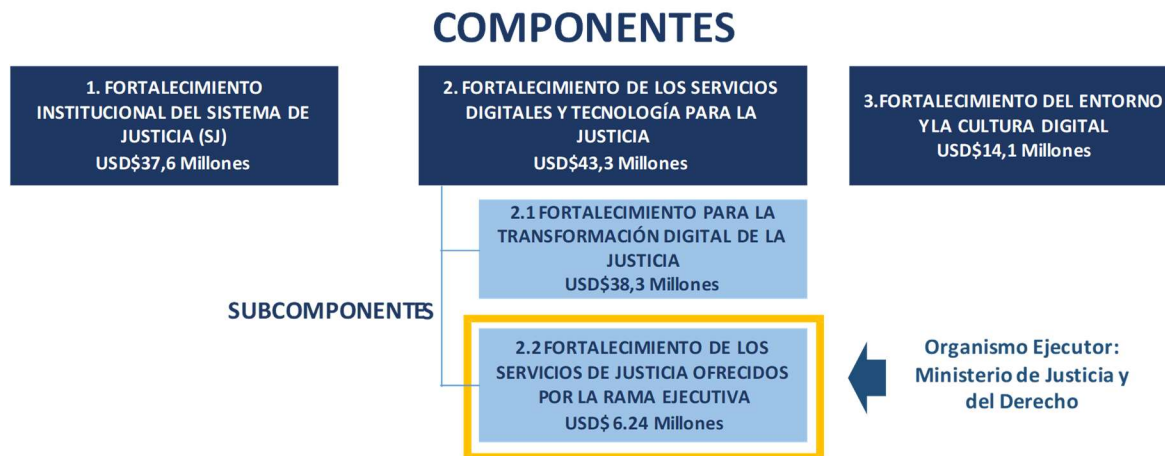 COMPONENTES
1. FORTALECIMIENTO
INSTITUCIONAL DEL SISTEMA DE
JUSTICIA (SJ)
USD$37,6 Millones
2. FORTALECIMIENTO DE LOS SERVICIOS
DIGITALES Y TECNOLOGÍA PARA LA
JUSTICIA
USD$43,3 Millones
3.FORTALECIMIENTO DEL ENTORNO
Y LA CULTURA DIGITAL
USD$14,1 Millones
2.1 FORTALECIMIENTO PARA LA
TRANSFORMACIÓN DIGITAL DE LA
JUSTICIA
USD$38,3 Millones
SUBCOMPONENTES
2.2 FORTALECIMIENTO DE LOS
SERVICIOS DE JUSTICIA OFRECIDOS
POR LA RAMA EJECUTIVA
USD$ 6.24 Millones
Organismo Ejecutor:
Ministerio de Justicia y
del Derecho